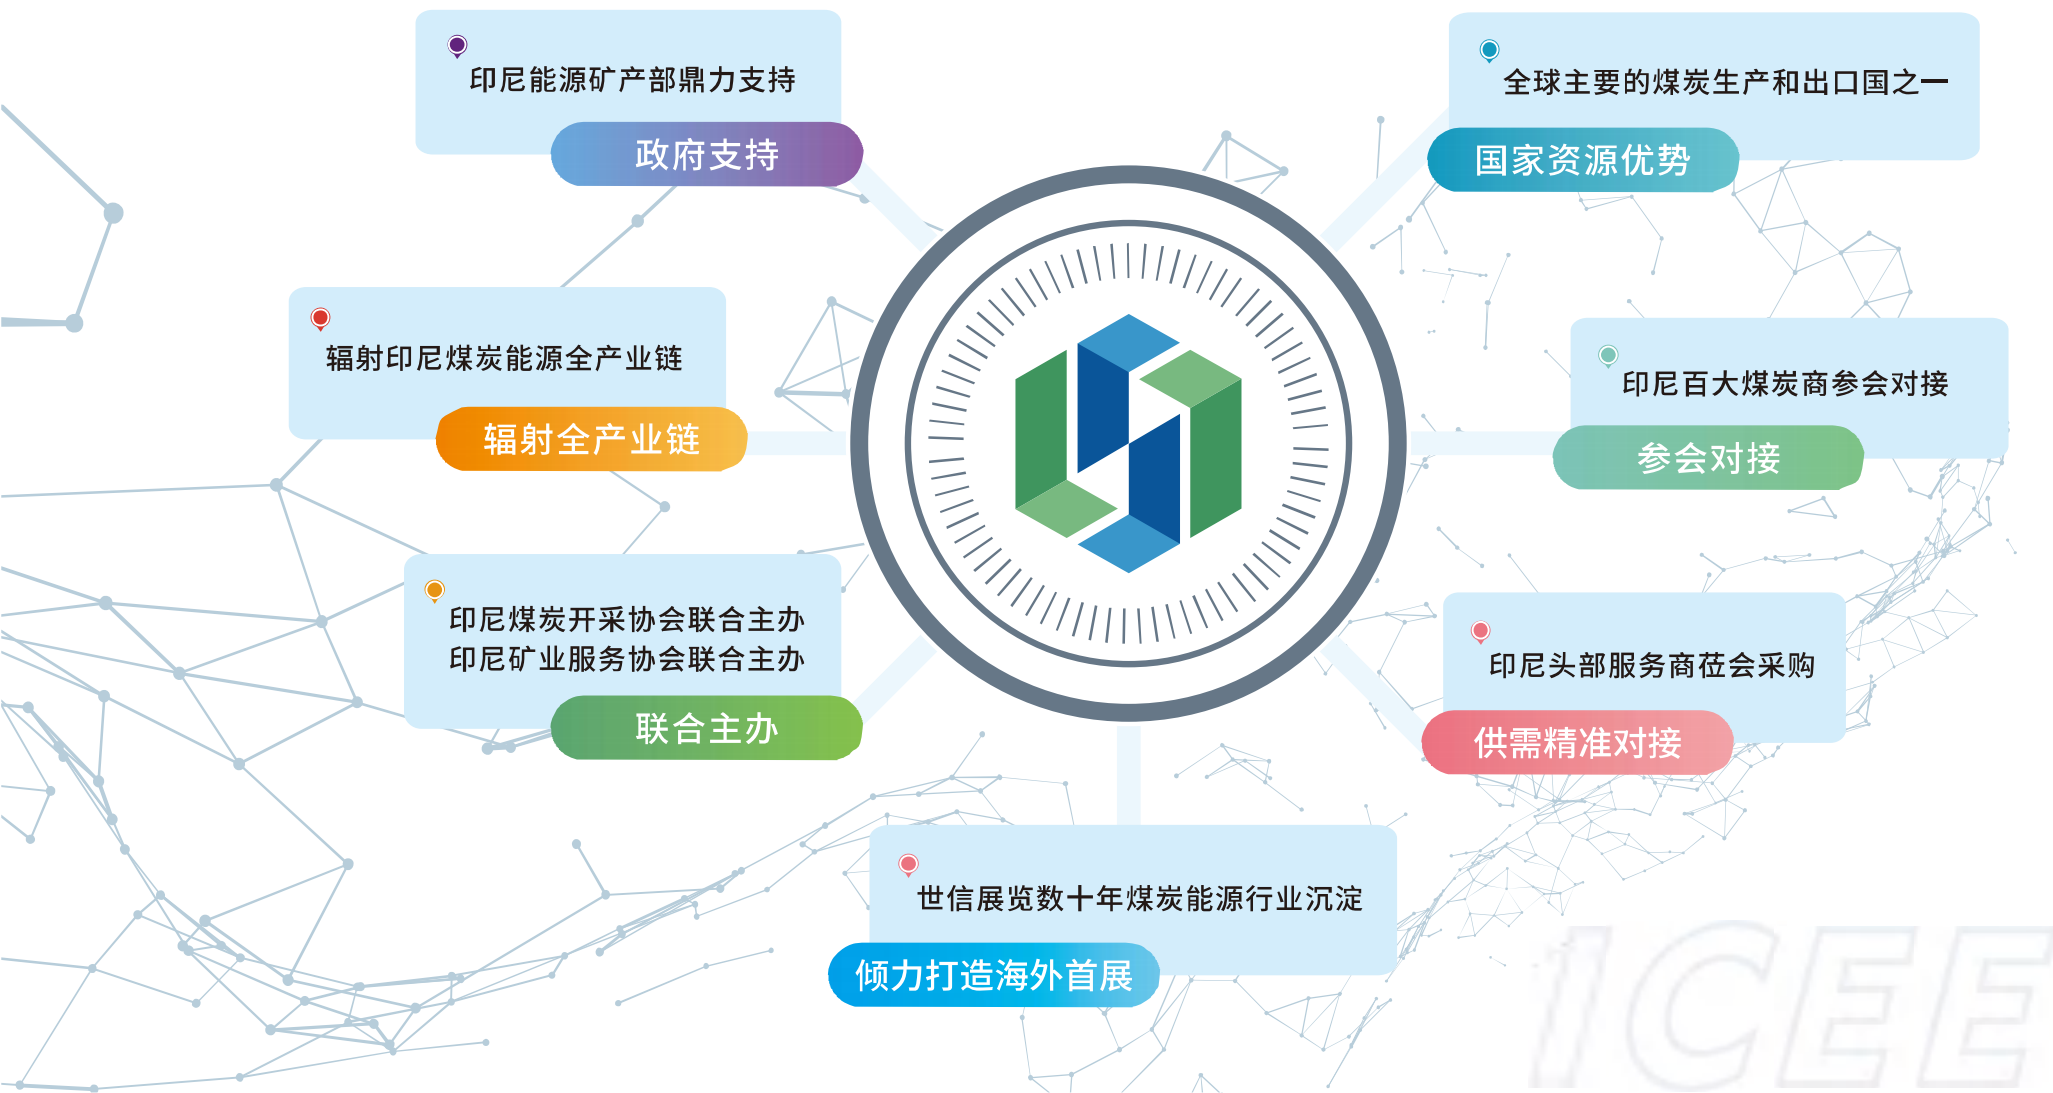 印尼能源矿产部鼎力支持
政府支持
全球主要的煤炭生产和出口国之一
国家资源优势
辐射印尼煤炭能源全产业链
辐射全产业链
印尼百大煤炭商参会对接
参会对接
印尼煤炭开采协会联合主办
印尼矿业服务协会联合主办
联合主办
印尼头部服务商莅会采购
供需精准对接
世信展览数十年煤炭能源行业沉淀
倾力打造海外首展
ICEE